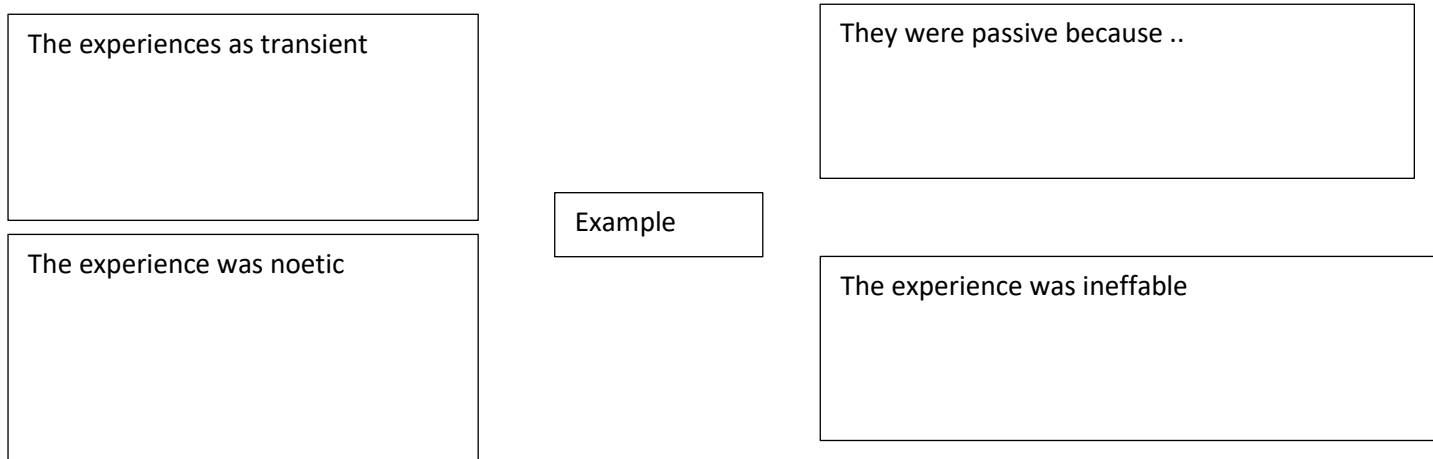 The experiences as transient
They were passive because ..
Example
The experience was noetic
The experience was ineffable